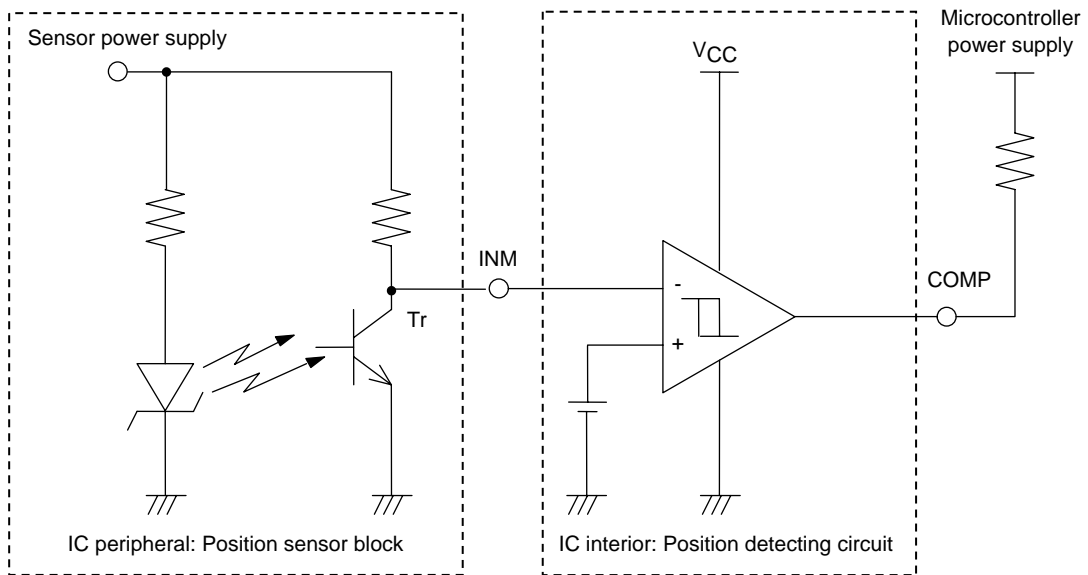 Sensor power supply
Tr
IC peripheral: Position sensor block
INM
VCC
-
+
IC interior: Position detecting circuit
Microcontroller
power supply
COMP